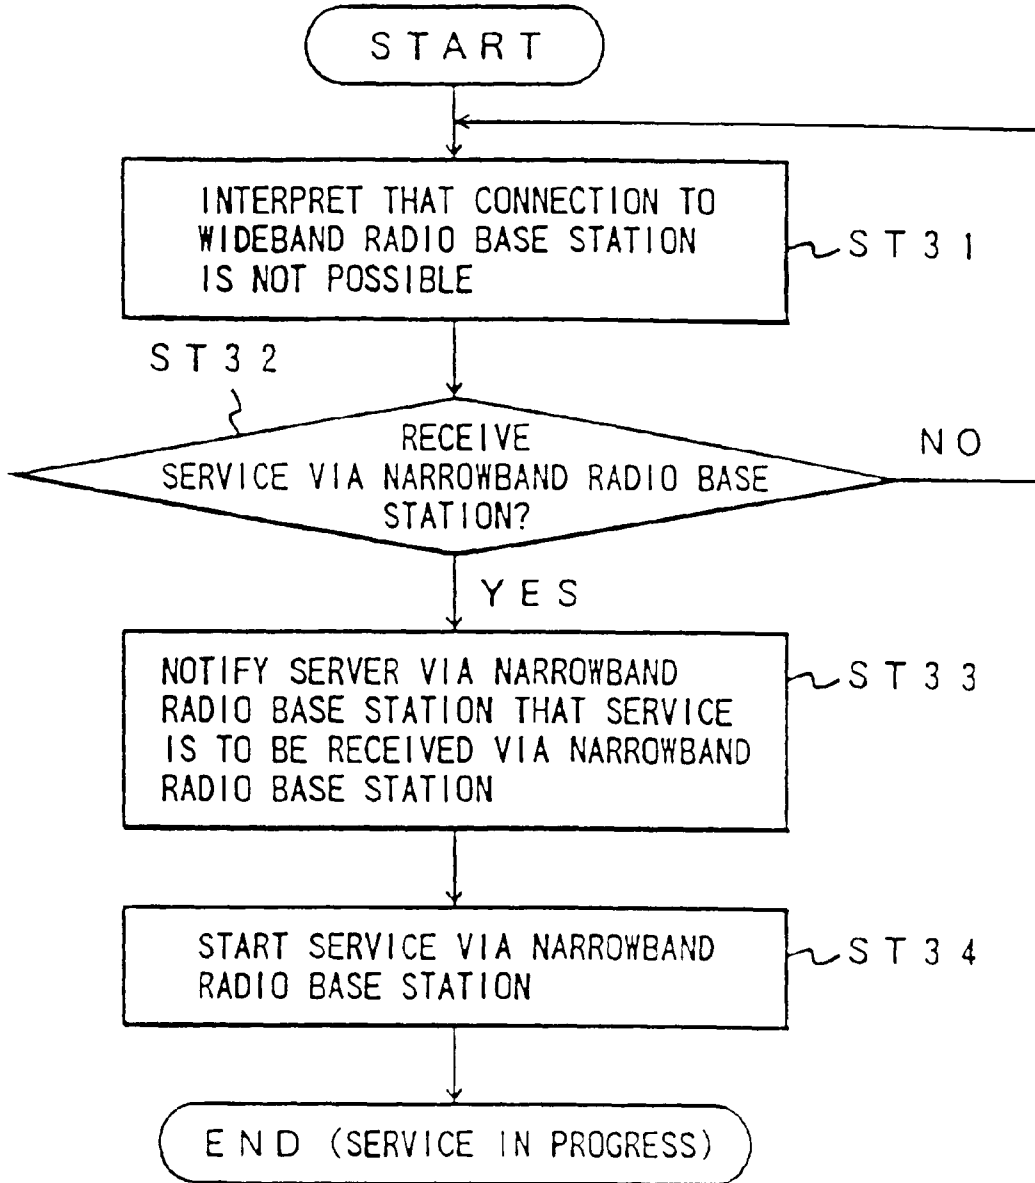 START
INTERPRET THAT CONNECTION TO
WIDEBAND RADIO BASE STATION
IS NOT POSSIBLE
ST31
ST32
RECEIVE
SERVICE VIA NARROWBAND RADIO BASE
STATION?
NO
YES
NOTIFY SERVER VIA NARROWBAND
RADIO BASE STATION THAT SERVICE
IS TO BE RECEIVED VIA NARROWBAND
RADIO BASE STATION
ST33
START SERVICE VIA NARROWBAND
RADIO BASE STATION
ST34
END (SERVICE IN PROGRESS)